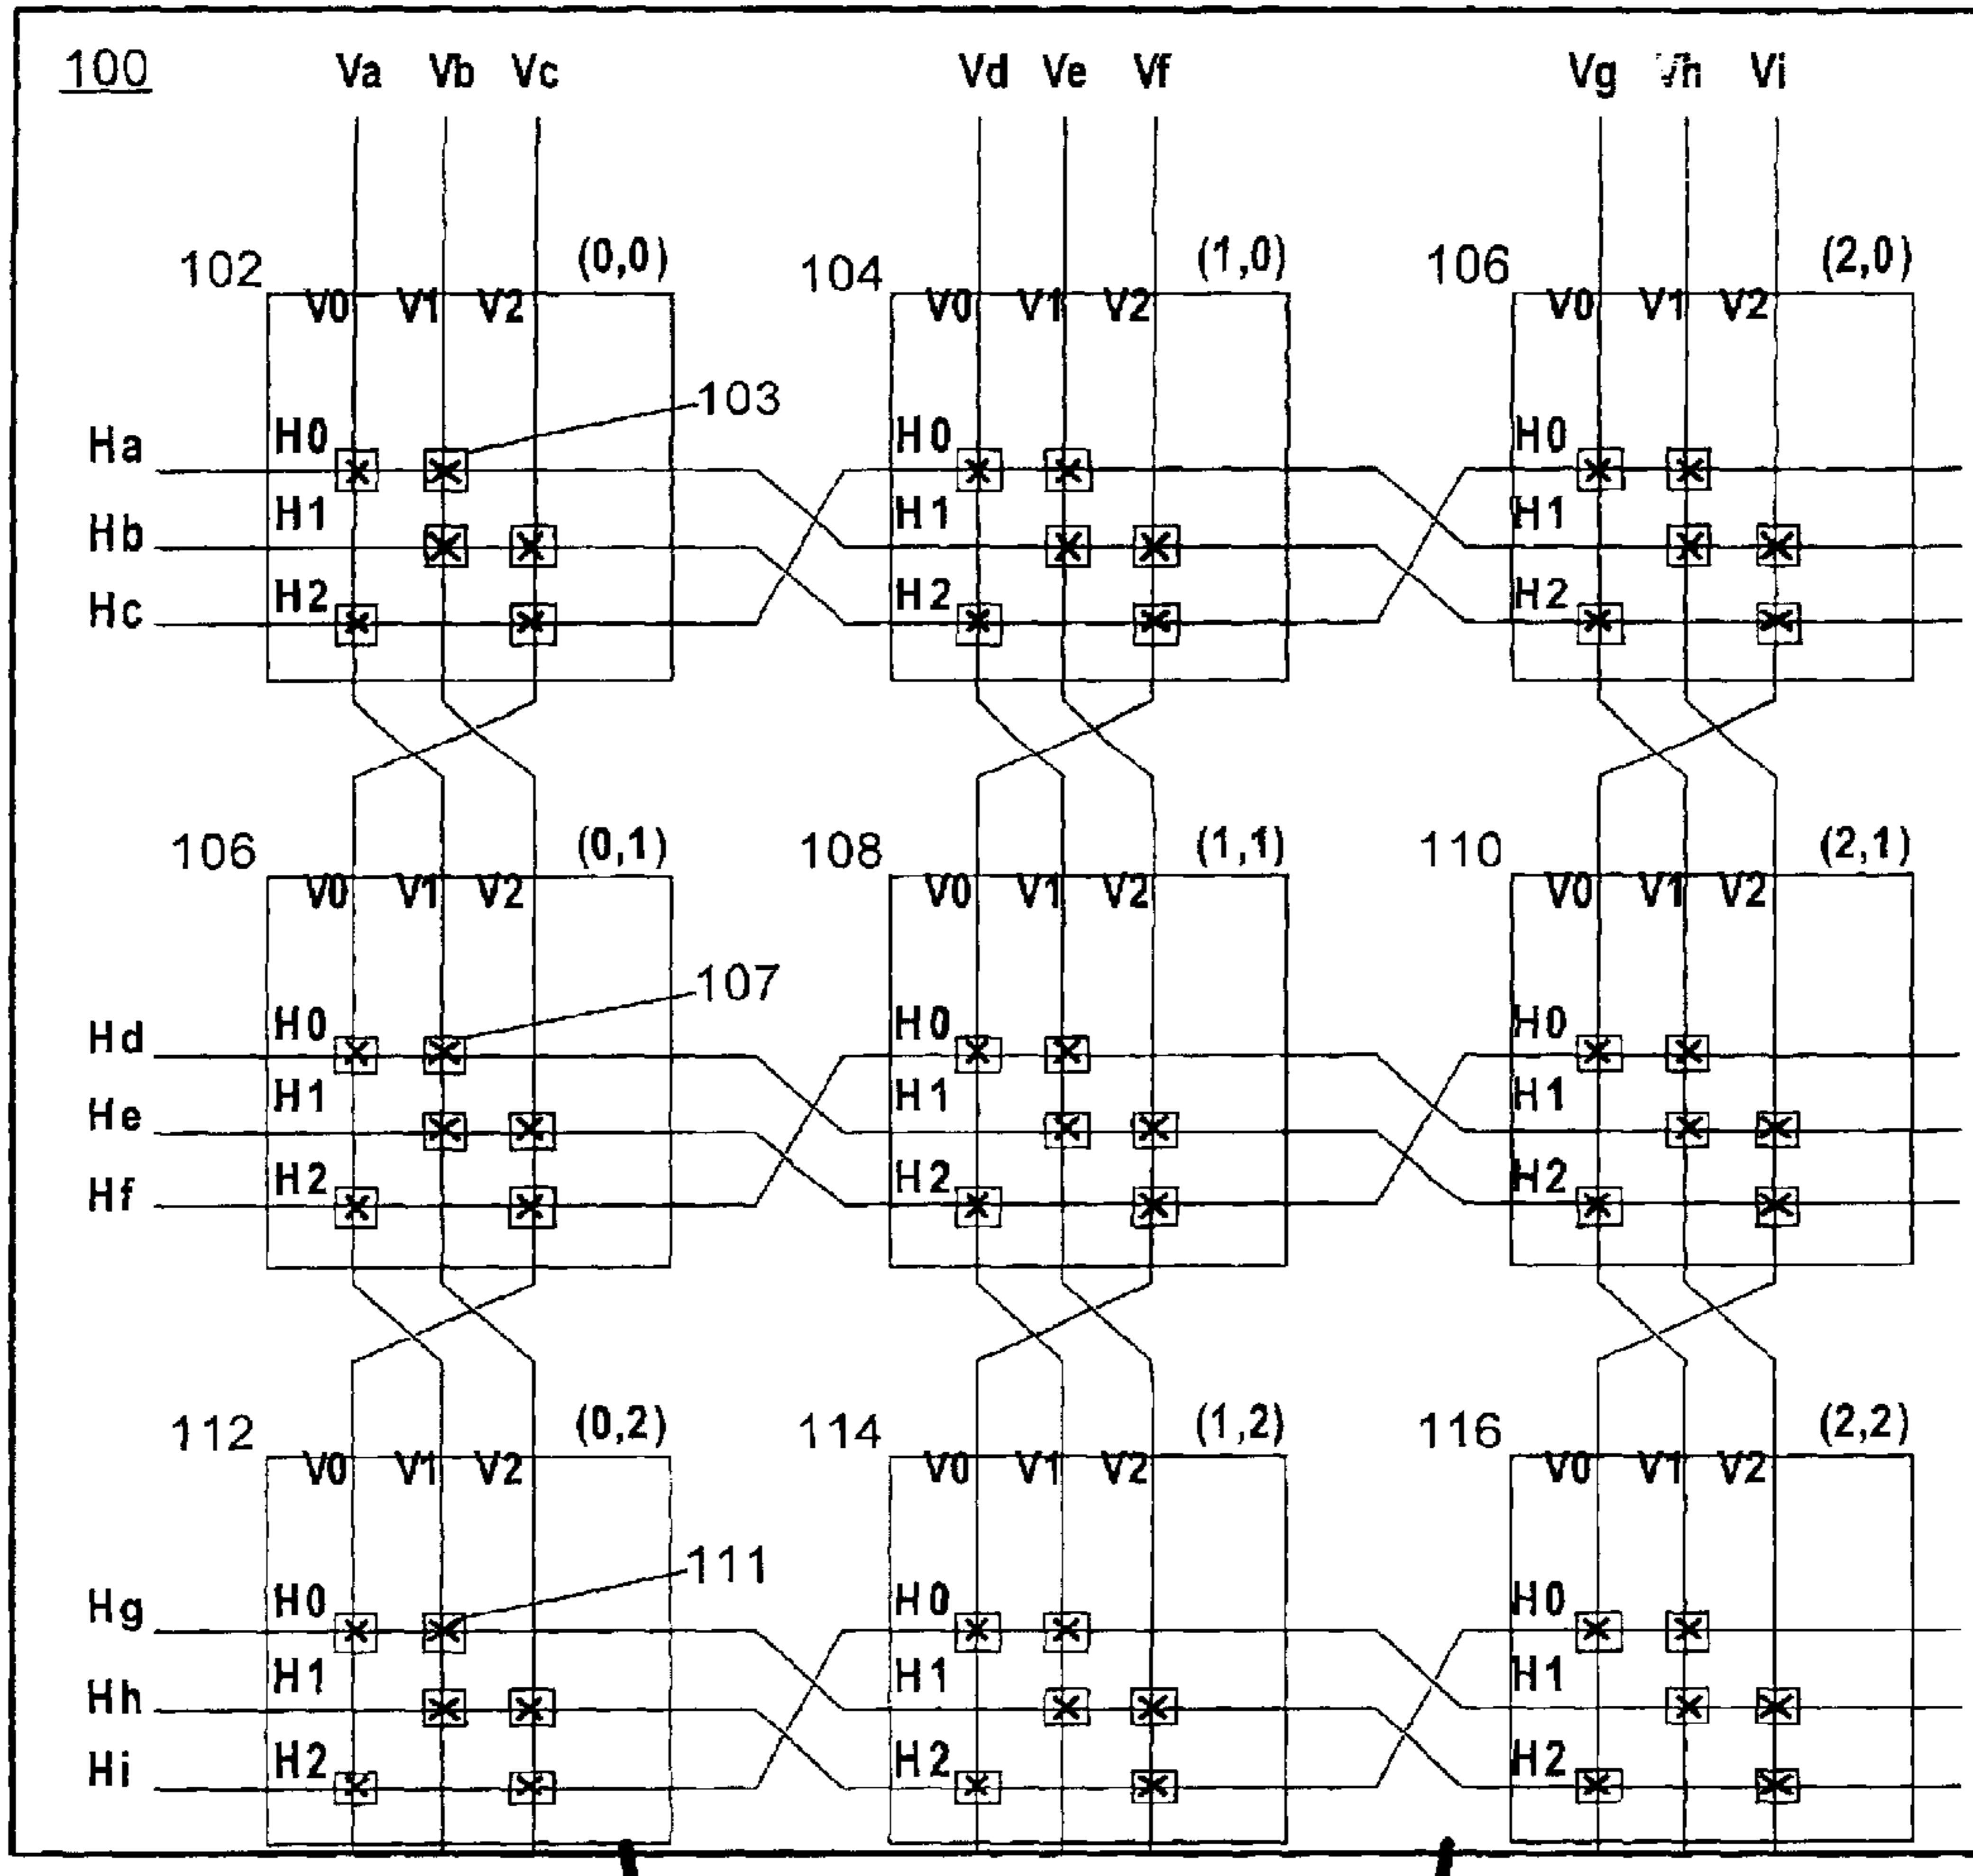 100 Va Vb Vc Vd Ve Vf Vg Vh Vi
102 (0,0) 104 (1,0) 106 (2,0)
V0 V1 V2 V0 V1 V2 V0 V1 V2
103
Ha H0 H0 H0
Hb H1 H1 H1
Hc H2 H2 H2
106 (0,1) 108 (1,1) 110 (2,1)
V0 V1 V2 V0 V1 V2 V0 V1 V2
107
Hd H0 H0 H0
He H1 H1 H1
Hf H2 H2 H2
112 (0,2) 114 (1,2) 116 (2,2)
V0 V1 V2 V0 V1 V2 V0 V1 V2
111
Hg H0 H0 H0
Hh H1 H1 H1
Hi H2 H2 H2